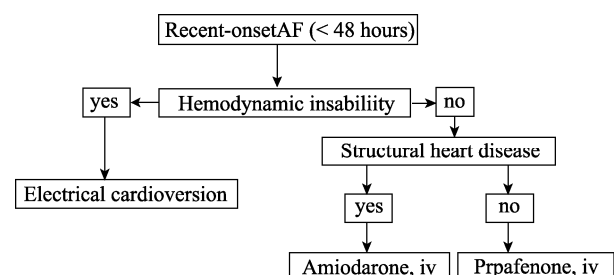 Recent-onsetAF (< 48 hours)
yes
Hemodynamic insabiliity
no
Structural heart disease
Electrical cardioversion
yes
no
Amiodarone, iv
Prpafenone, iv